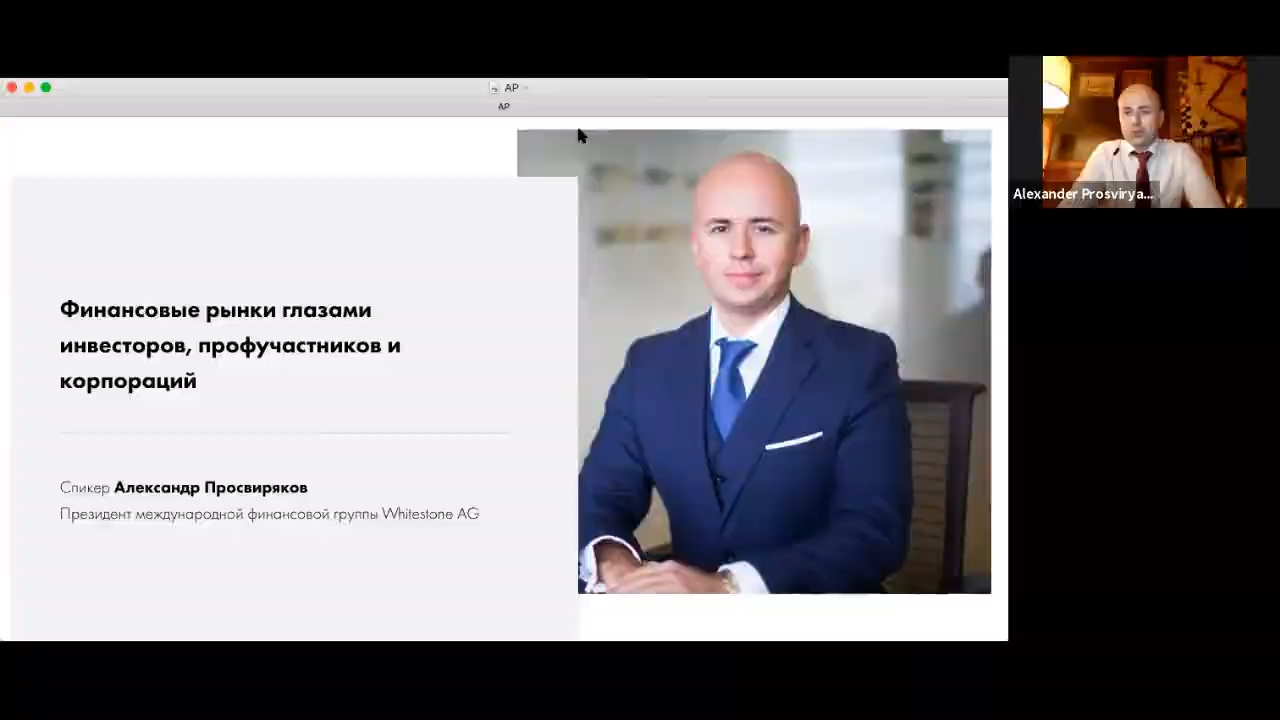 AP
AP
Финансовые рынки глазами
инвесторов, профучастников и
корпораций
Спикер Александр Просвиряков
Президент международной финансовой группы Whitestone AG
Alexander Prosvirya...